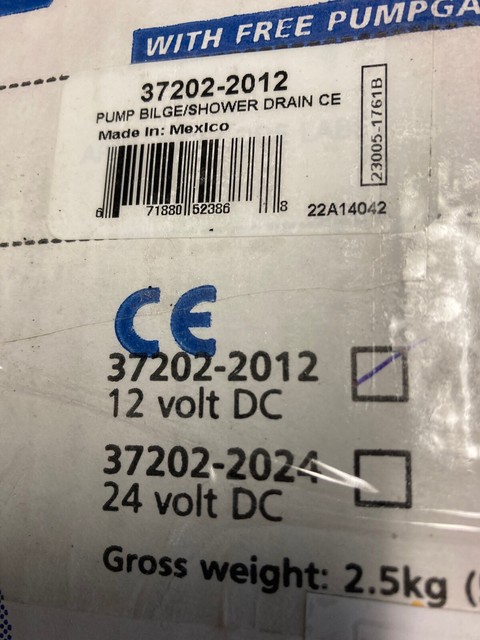 WITH FREE PUMPGA
37202-2012
PUMP BILGE/SHOWER DRAIN CE
Made In: Mexico
23005-1761B
6 71880 52386 8
22A14042
CE
37202-2012
12 volt DC
37202-2024
24 volt DC
Gross weight: 2.5kg (